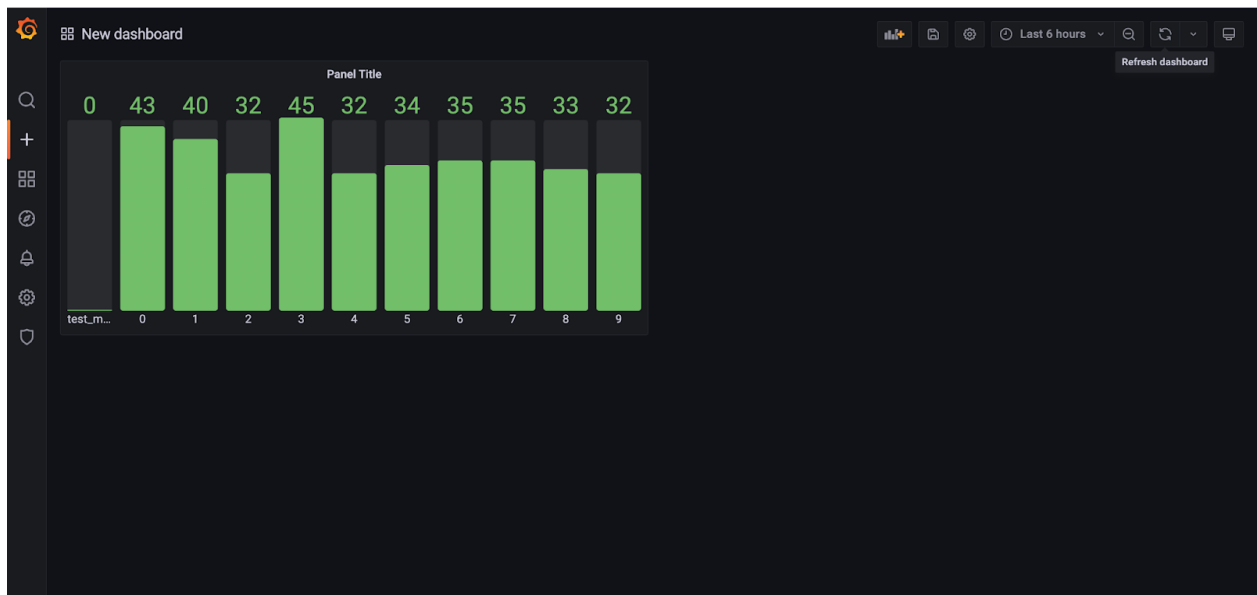 New dashboard
Last 6 hours
Refresh dashboard
Panel Title
0 43 40 32 45 32 34 35 35 33 32
test_m... 0 1 2 3 4 5 6 7 8 9